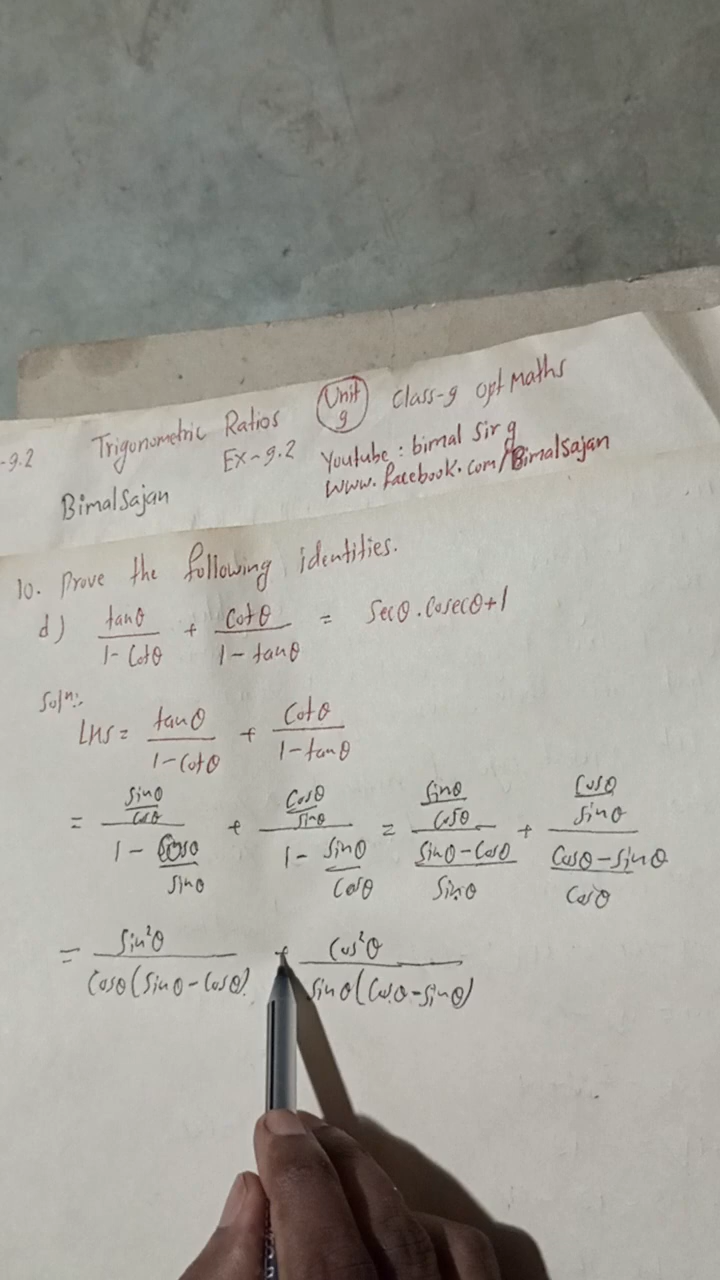 -9.2 Trigonometric Ratios Unit 9 Class-9 Opt Maths
Ex-9.2 Youtube: bimal Sir g
BimalSajan www.facebook.com/BimalSajan
10. Prove the following identities.
d) tanθ/(1-Cotθ) + Cotθ/(1-tanθ) = Secθ.Cosecθ+1
Soln:
LHS = tanθ/(1-Cotθ) + Cotθ/(1-tanθ)
= (Sinθ/Cosθ)/(1-Cosθ/Sinθ) + (Cosθ/Sinθ)/(1-Sinθ/Cosθ) = (Sinθ/Cosθ)/((Sinθ-Cosθ)/Sinθ) + (Cosθ/Sinθ)/((Cosθ-Sinθ)/Cosθ)
= Sin²θ/(Cosθ(Sinθ-Cosθ)) + Cos²θ/(Sinθ(Cosθ-Sinθ))